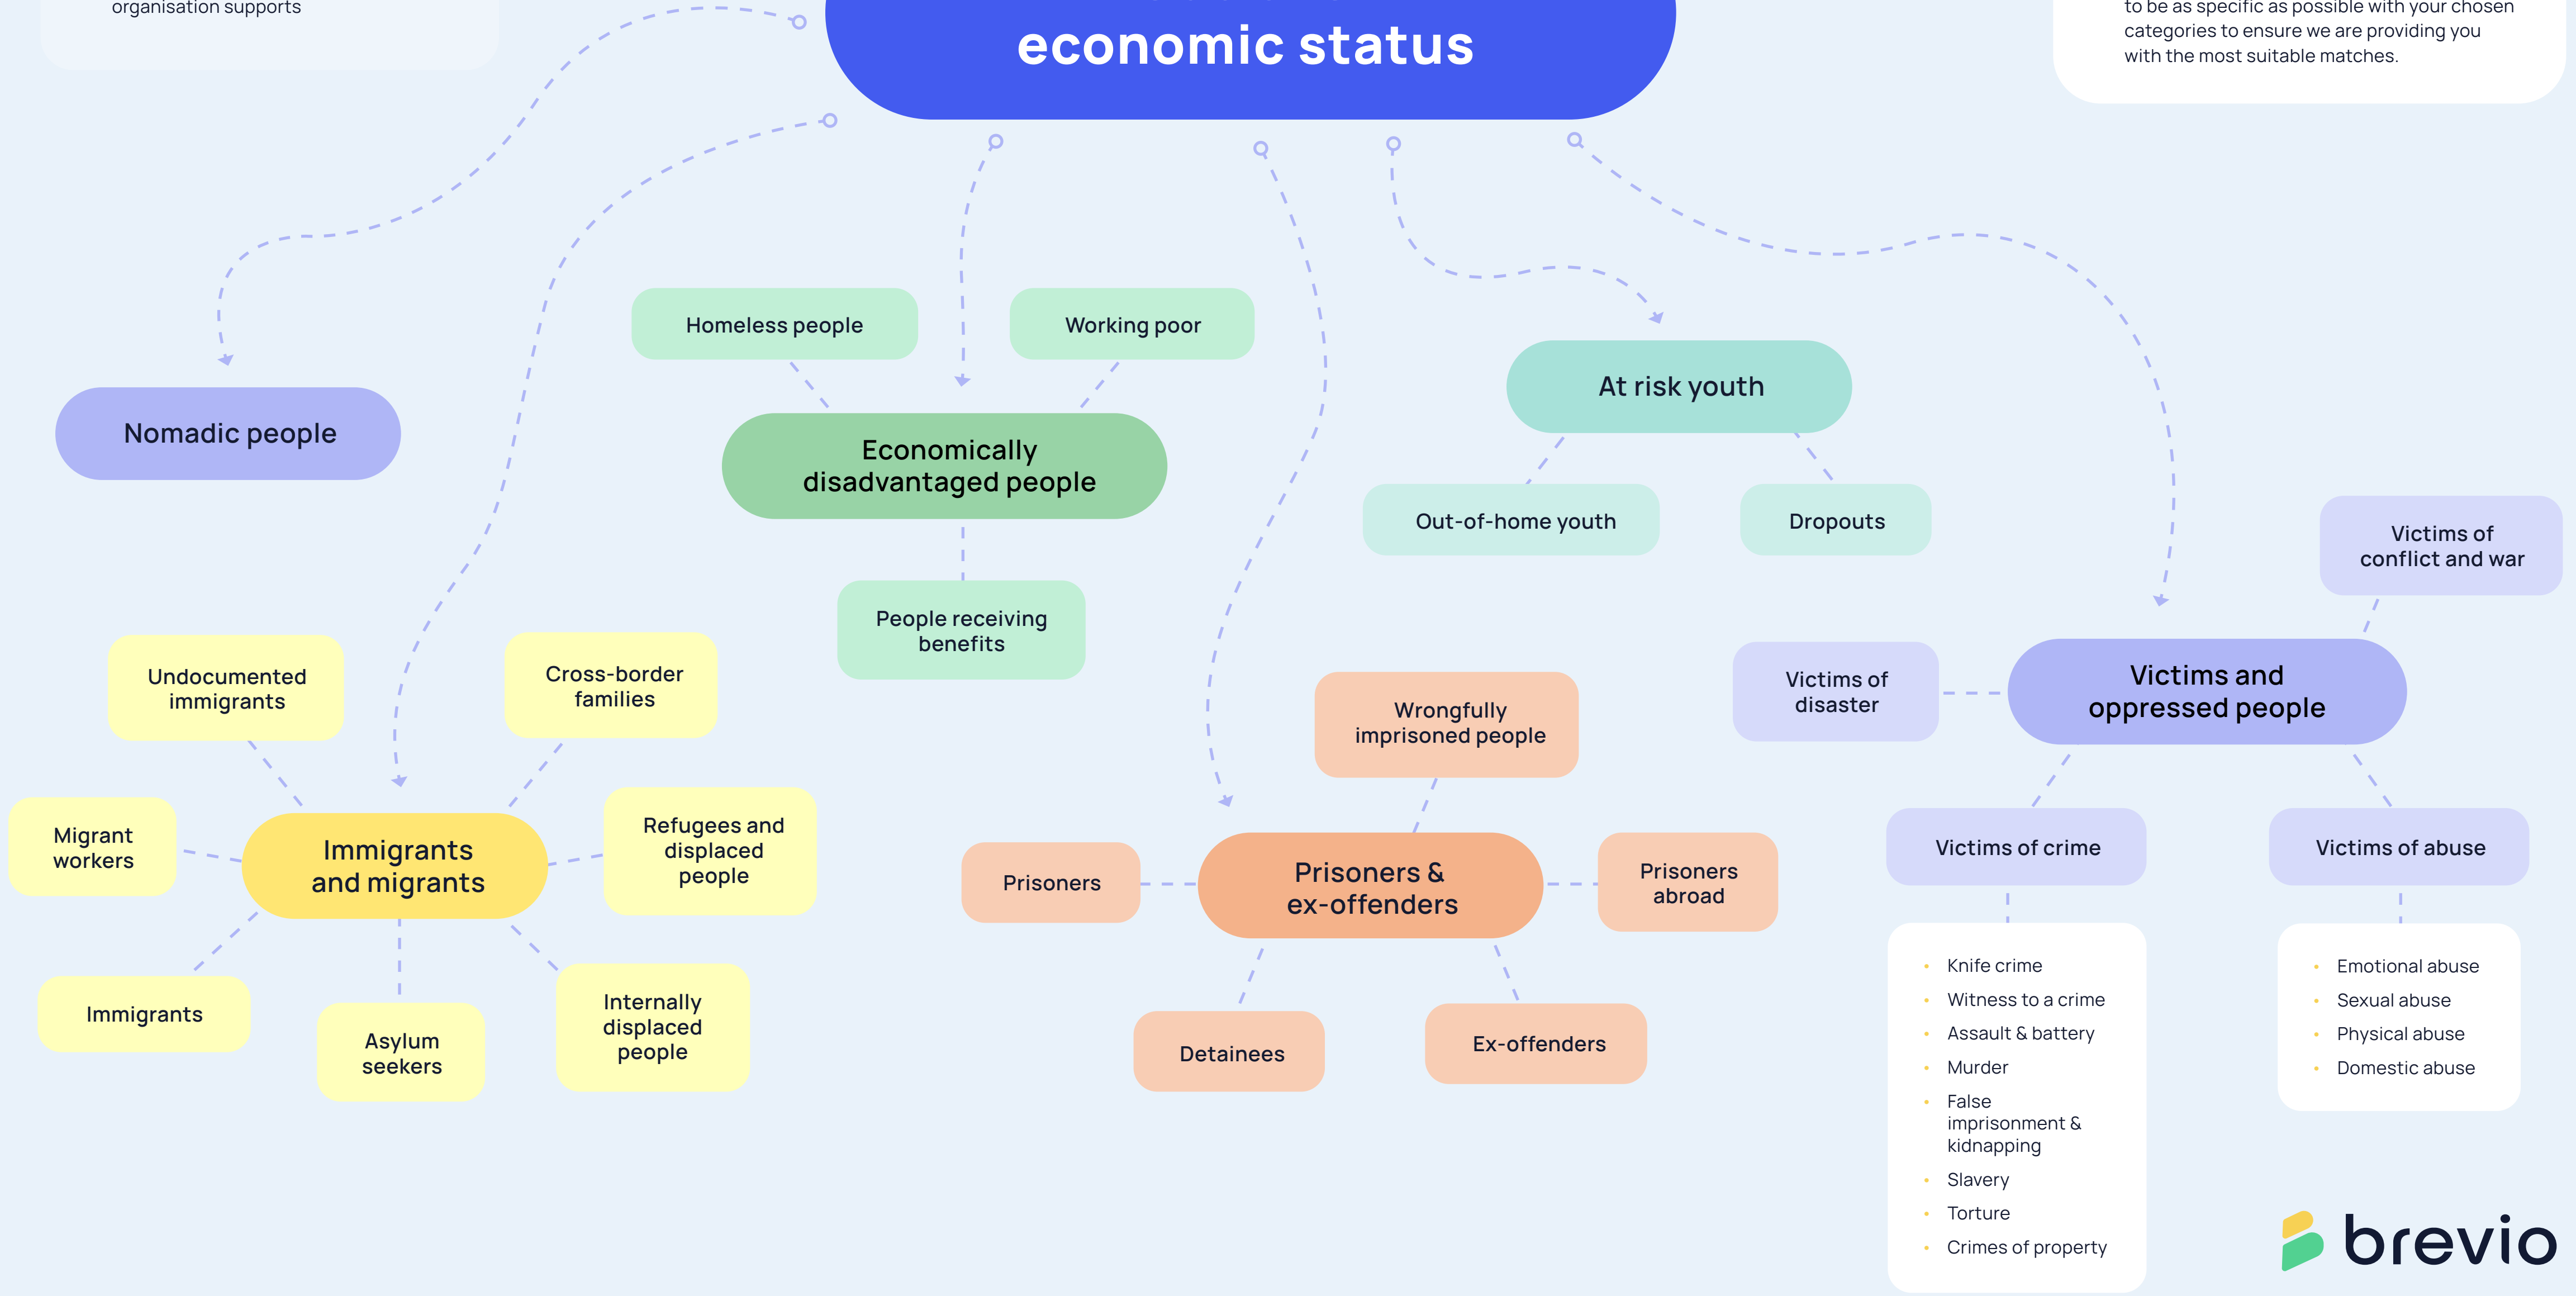 organisation supports
economic status
to be as specific as possible with your chosen
categories to ensure we are providing you
with the most suitable matches.
Nomadic people
Homeless people
Working poor
Economically
disadvantaged people
People receiving
benefits
At risk youth
Out-of-home youth
Dropouts
Undocumented
immigrants
Cross-border
families
Migrant
workers
Immigrants
and migrants
Refugees and
displaced
people
Immigrants
Asylum
seekers
Internally
displaced
people
Wrongfully
imprisoned people
Prisoners
Prisoners &
ex-offenders
Prisoners
abroad
Detainees
Ex-offenders
Victims of
conflict and war
Victims of
disaster
Victims and
oppressed people
Victims of crime
Victims of abuse
• Knife crime
• Witness to a crime
• Assault & battery
• Murder
• False
imprisonment &
kidnapping
• Slavery
• Torture
• Crimes of property
• Emotional abuse
• Sexual abuse
• Physical abuse
• Domestic abuse
brevio